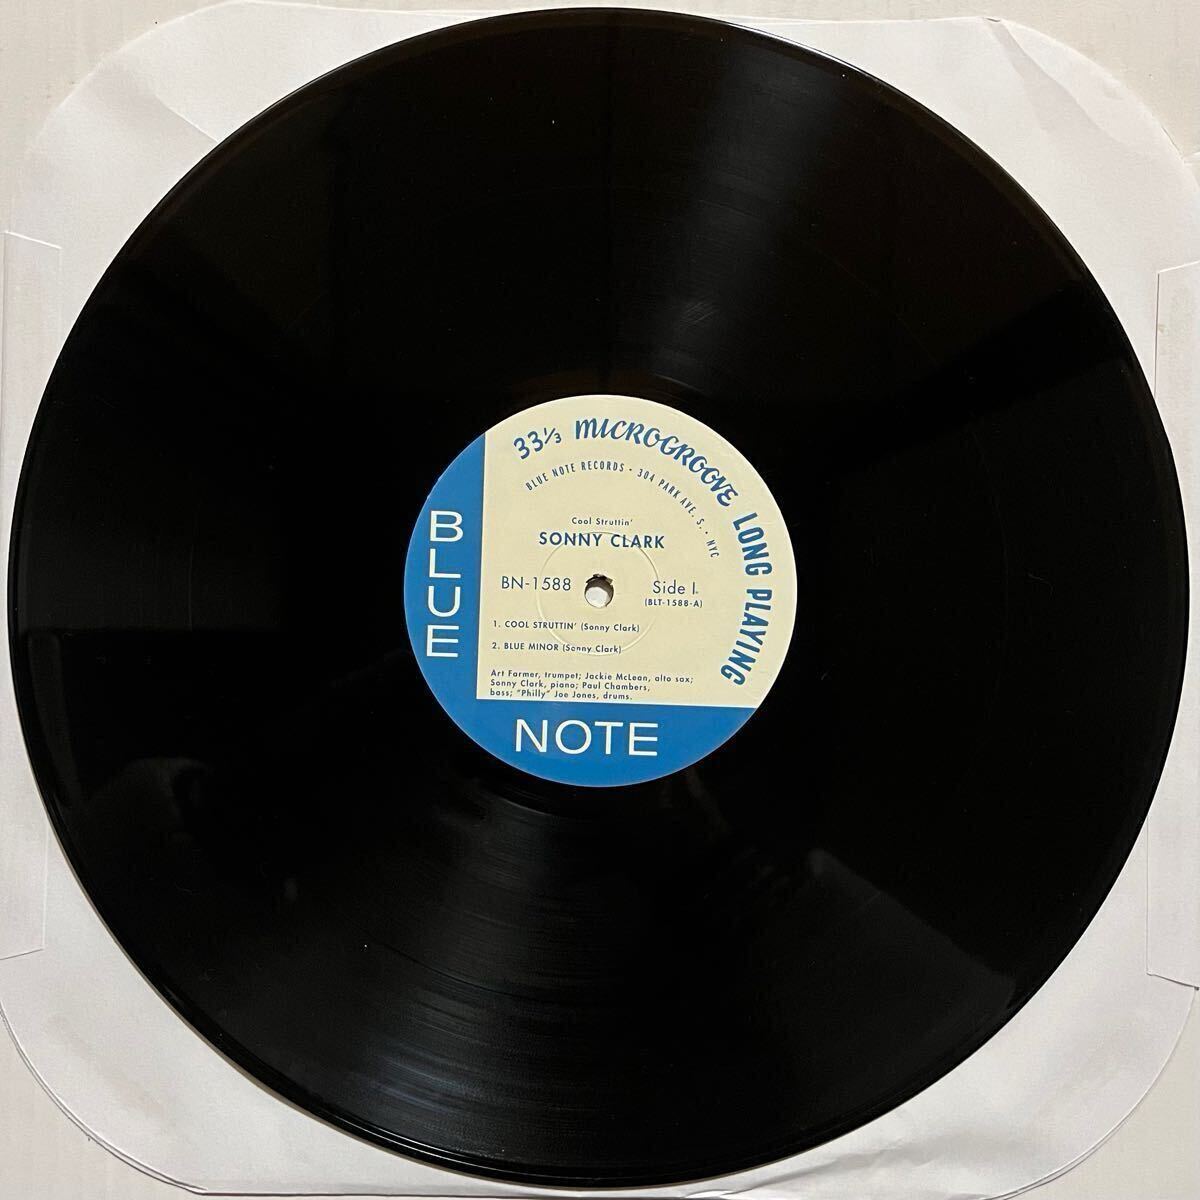 33⅓ MICROGROOVE LONG PLAYING
BLUE NOTE RECORDS • 304 PARK AVE. S. • NYC
Cool Struttin'
SONNY CLARK
BN-1588
Side 1
(BLT-1588-A)
1. COOL STRUTTIN' (Sonny Clark)
2. BLUE MINOR (Sonny Clark)
Art Farmer, trumpet; Jackie McLean, alto sax;
Sonny Clark, piano; Paul Chambers,
bass; "Philly" Joe Jones, drums.
BLUE
NOTE